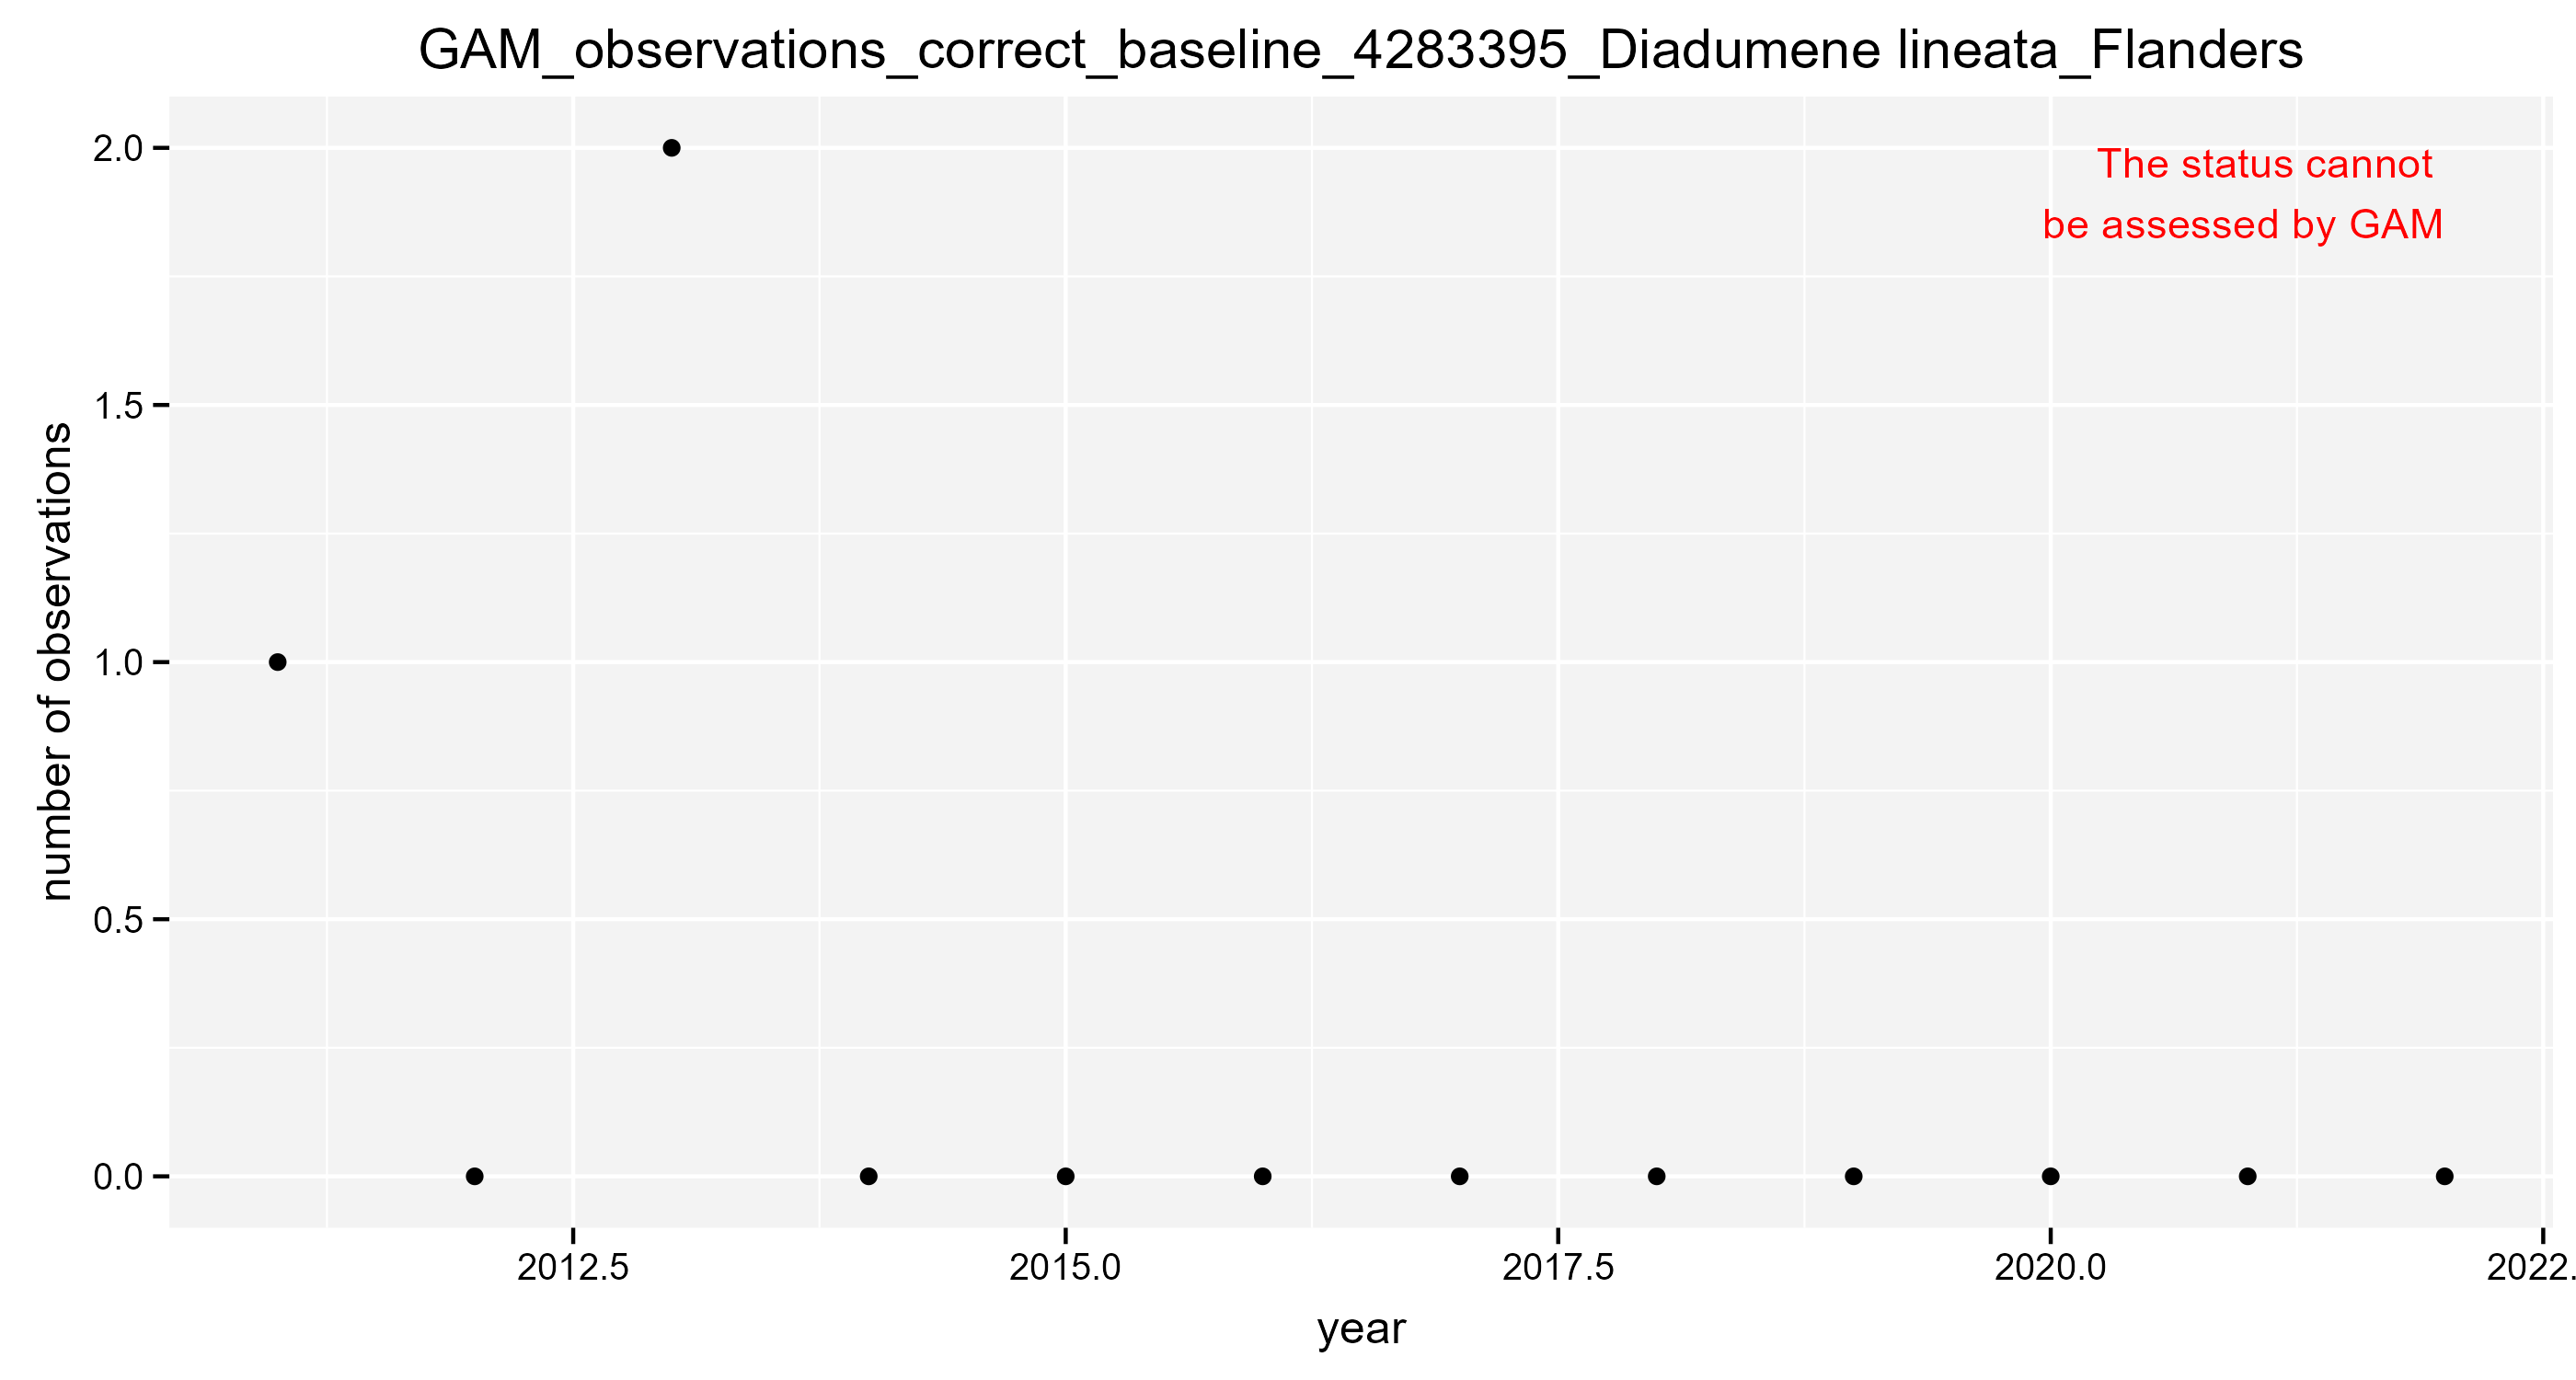 GAM_observations_correct_baseline_4283395_Diadumene lineata_Flanders
The status cannot
be assessed by GAM
number of observations
2.0
1.5
1.0
0.5
0.0
2012.5
2015.0
2017.5
2020.0
2022.
year